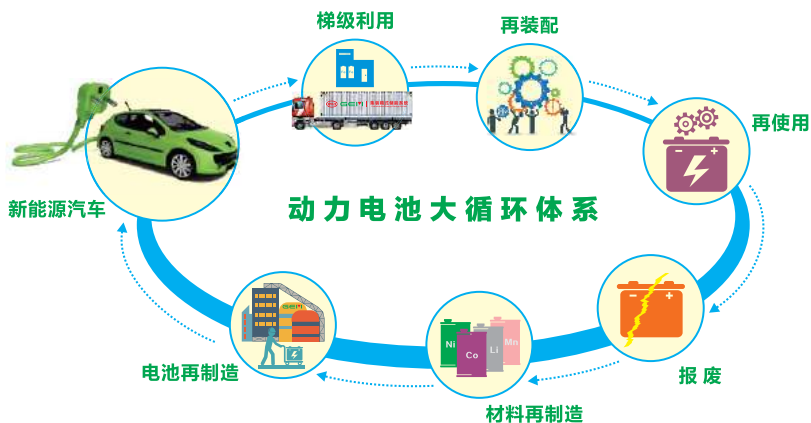 梯级利用
再装配
GEM
再使用
新能源汽车
动力电池大循环体系
GEM
Ni
Co
Li
Mn
电池再制造
材料再制造
报废